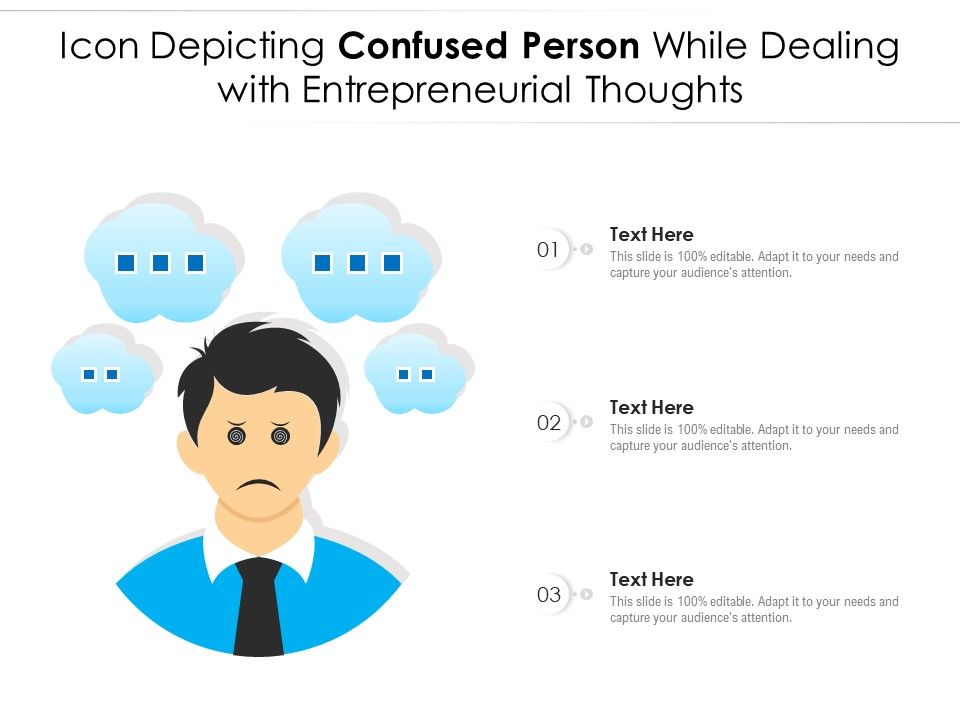 Icon Depicting Confused Person While Dealing
with Entrepreneurial Thoughts
01
Text Here
This slide is 100% editable. Adapt it to your needs and
capture your audience's attention.
02
Text Here
This slide is 100% editable. Adapt it to your needs and
capture your audience's attention.
03
Text Here
This slide is 100% editable. Adapt it to your needs and
capture your audience's attention.